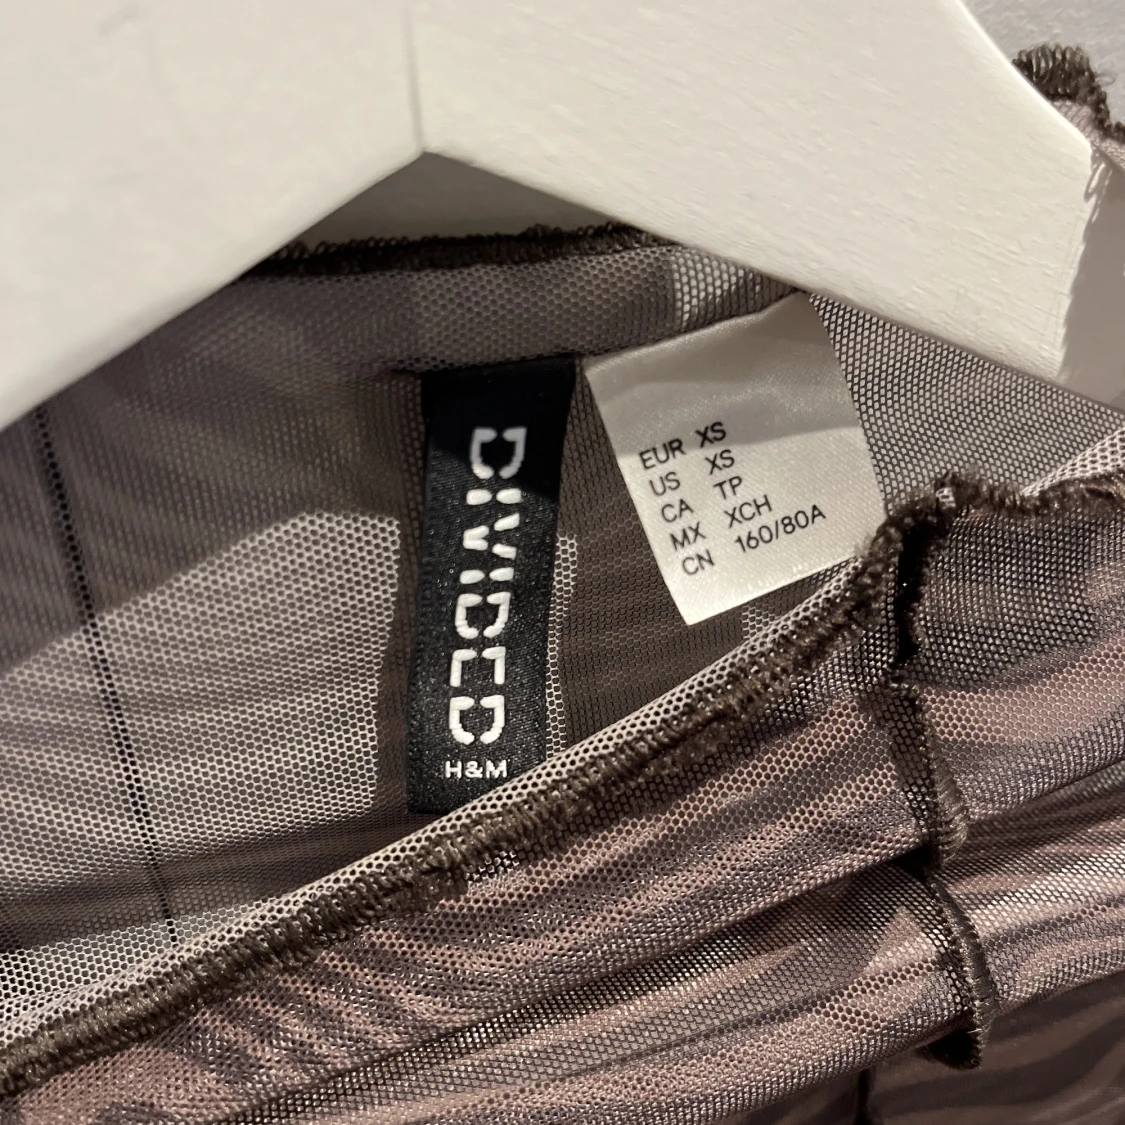 DIVIDED
H&M
EUR XS
US XS
CA TP
MX XCH
CN 160/80A